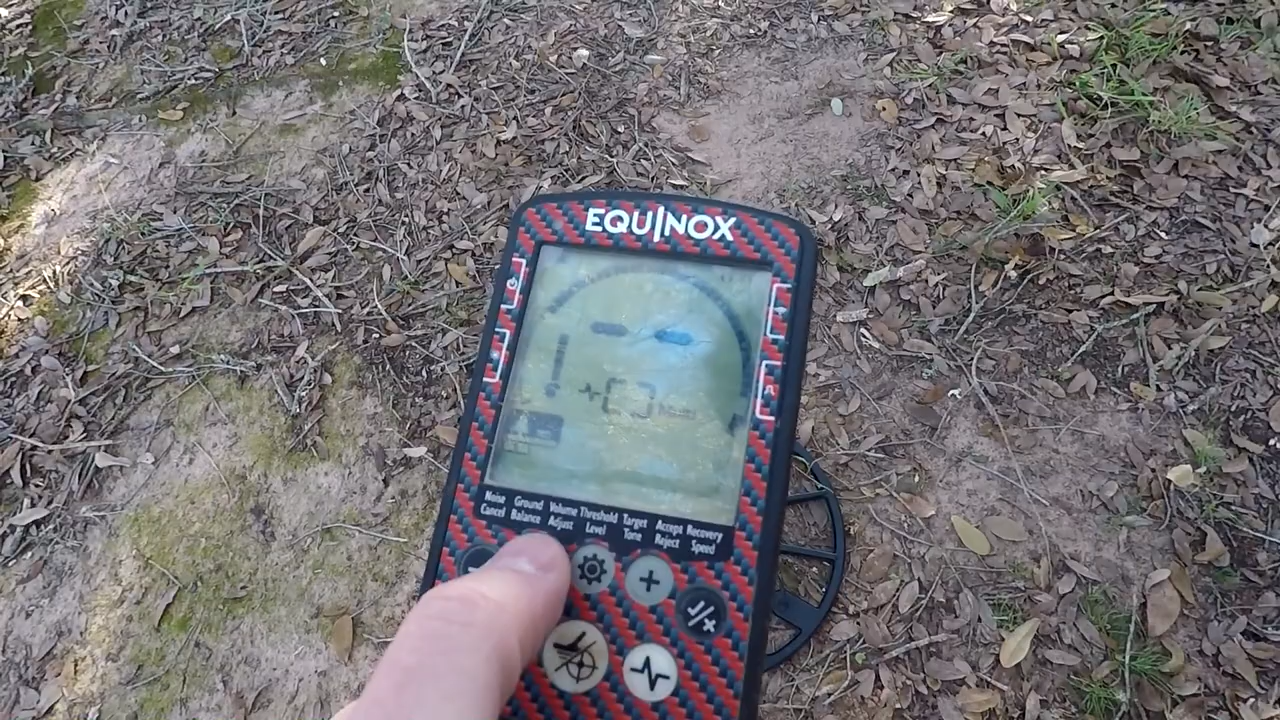 EQUINOX
Noise Cancel
Ground Balance
Volume Adjust
Threshold Level
Target Tone
Accept Reject
Recovery Speed